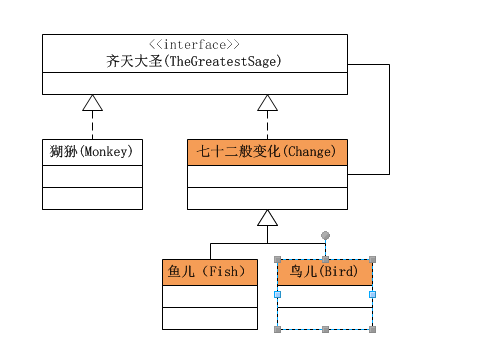 <<interface>>
齐天大圣(TheGreatestSage)
猢狲(Monkey)
七十二般变化(Change)
鱼儿（Fish）
鸟儿(Bird)